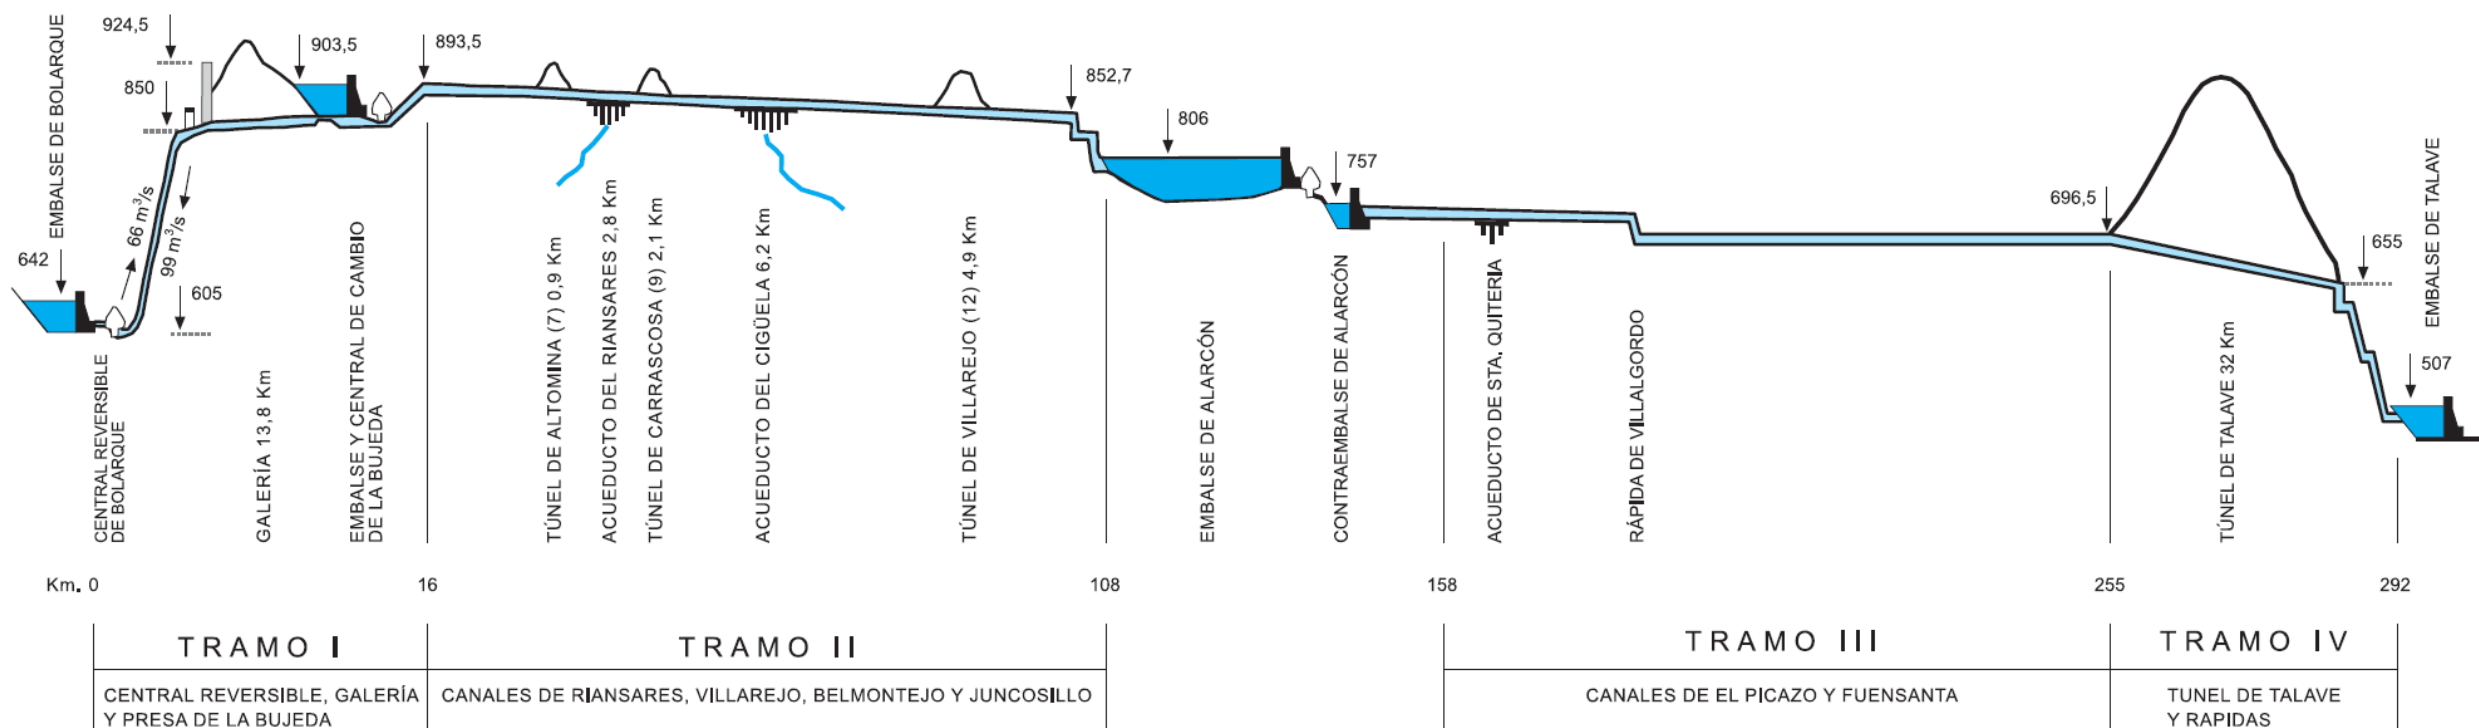 EMBALSE DE BOLARQUE
924,5
850
903,5
893,5
852,7
806
757
696,5
655
EMBALSE DE TALAVE
642
66 m³/s
99 m³/s
605
507
CENTRAL REVERSIBLE
DE BOLARQUE
GALERÍA 13,8 Km
EMBALSE Y CENTRAL DE CAMBIO
DE LA BUJEDA
TÚNEL DE ALTOMINA (7) 0,9 Km
ACUEDUCTO DEL RIANSARES 2,8 Km
TÚNEL DE CARRASCOSA (9) 2,1 Km
ACUEDUCTO DEL CIGÜELA 6,2 Km
TÚNEL DE VILLAREJO (12) 4,9 Km
EMBALSE DE ALARCÓN
CONTRAEMBALSE DE ALARCÓN
ACUEDUCTO DE STA. QUITERIA
RÁPIDA DE VILLALGORDO
TÚNEL DE TALAVE 32 Km
Km. 0 16 108 158 255 292
TRAMO I
TRAMO II
TRAMO III
TRAMO IV
CENTRAL REVERSIBLE, GALERÍA
Y PRESA DE LA BUJEDA
CANALES DE RIANSARES, VILLAREJO, BELMONTEJO Y JUNCOSILLO
CANALES DE EL PICAZO Y FUENSANTA
TUNEL DE TALAVE
Y RAPIDAS